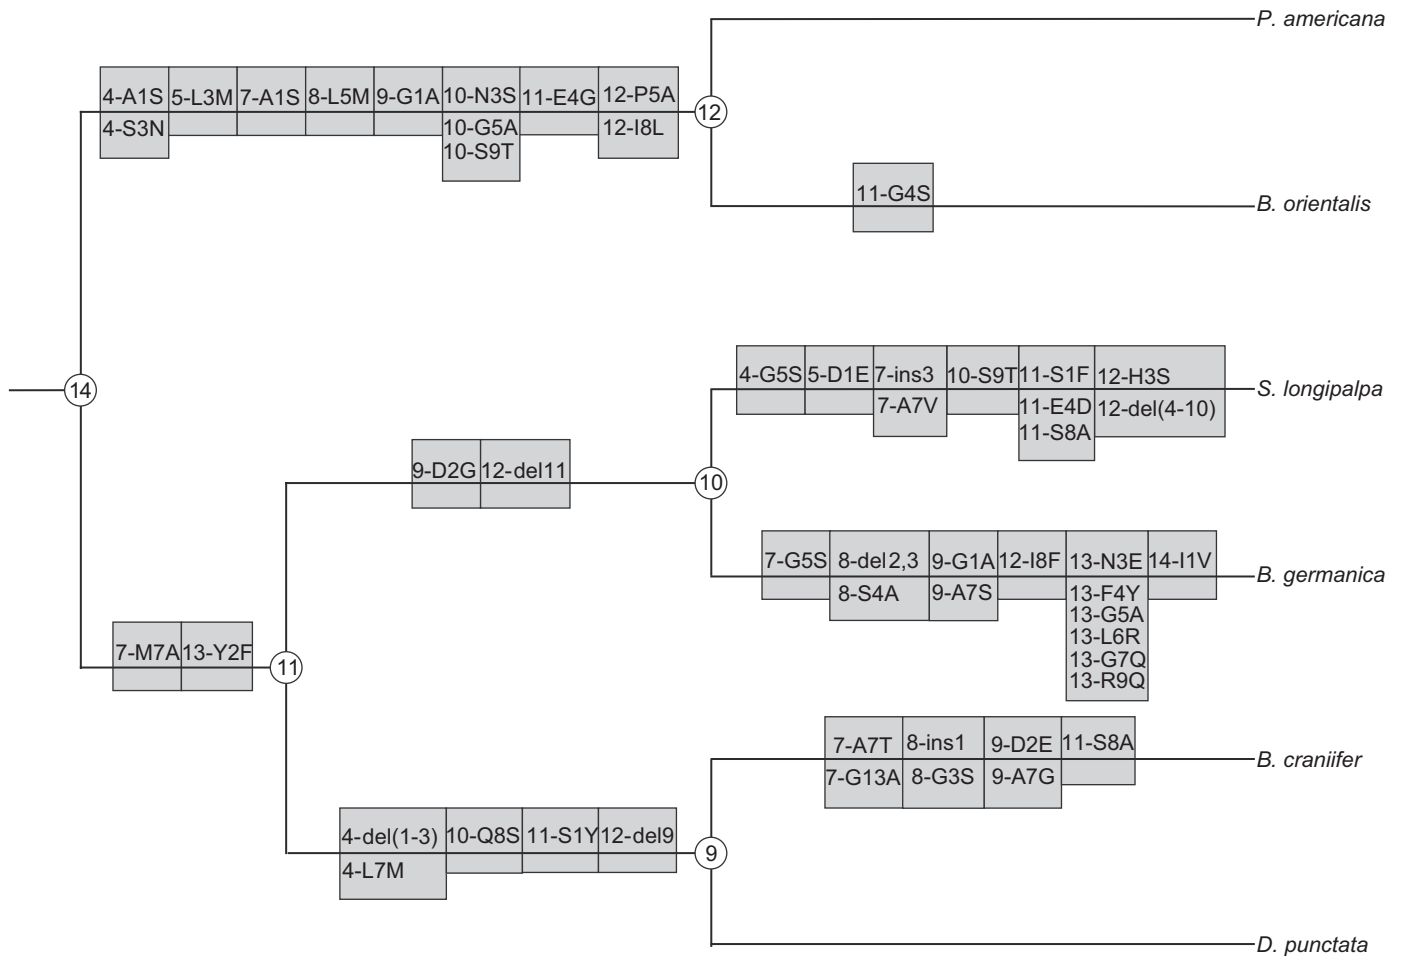 P. americana
4-A1S 5-L3M 7-A1S 8-L5M 9-G1A 10-N3S 11-E4G 12-P5A
12
4-S3N 10-G5A 12-I8L
10-S9T
11-G4S
B. orientalis
4-G5S 5-D1E 7-ins3 10-S9T 11-S1F 12-H3S
14
S. longipalpa
7-A7V 11-E4D 12-del(4-10)
11-S8A
9-D2G 12-del11
10
7-G5S 8-del2,3 9-G1A 12-I8F 13-N3E 14-I1V
B. germanica
8-S4A 9-A7S 13-F4Y
13-G5A
13-L6R
13-G7Q
13-R9Q
7-M7A 13-Y2F
11
7-A7T 8-ins1 9-D2E 11-S8A
B. craniifer
7-G13A 8-G3S 9-A7G
4-del(1-3) 10-Q8S 11-S1Y 12-del9
9
4-L7M
D. punctata